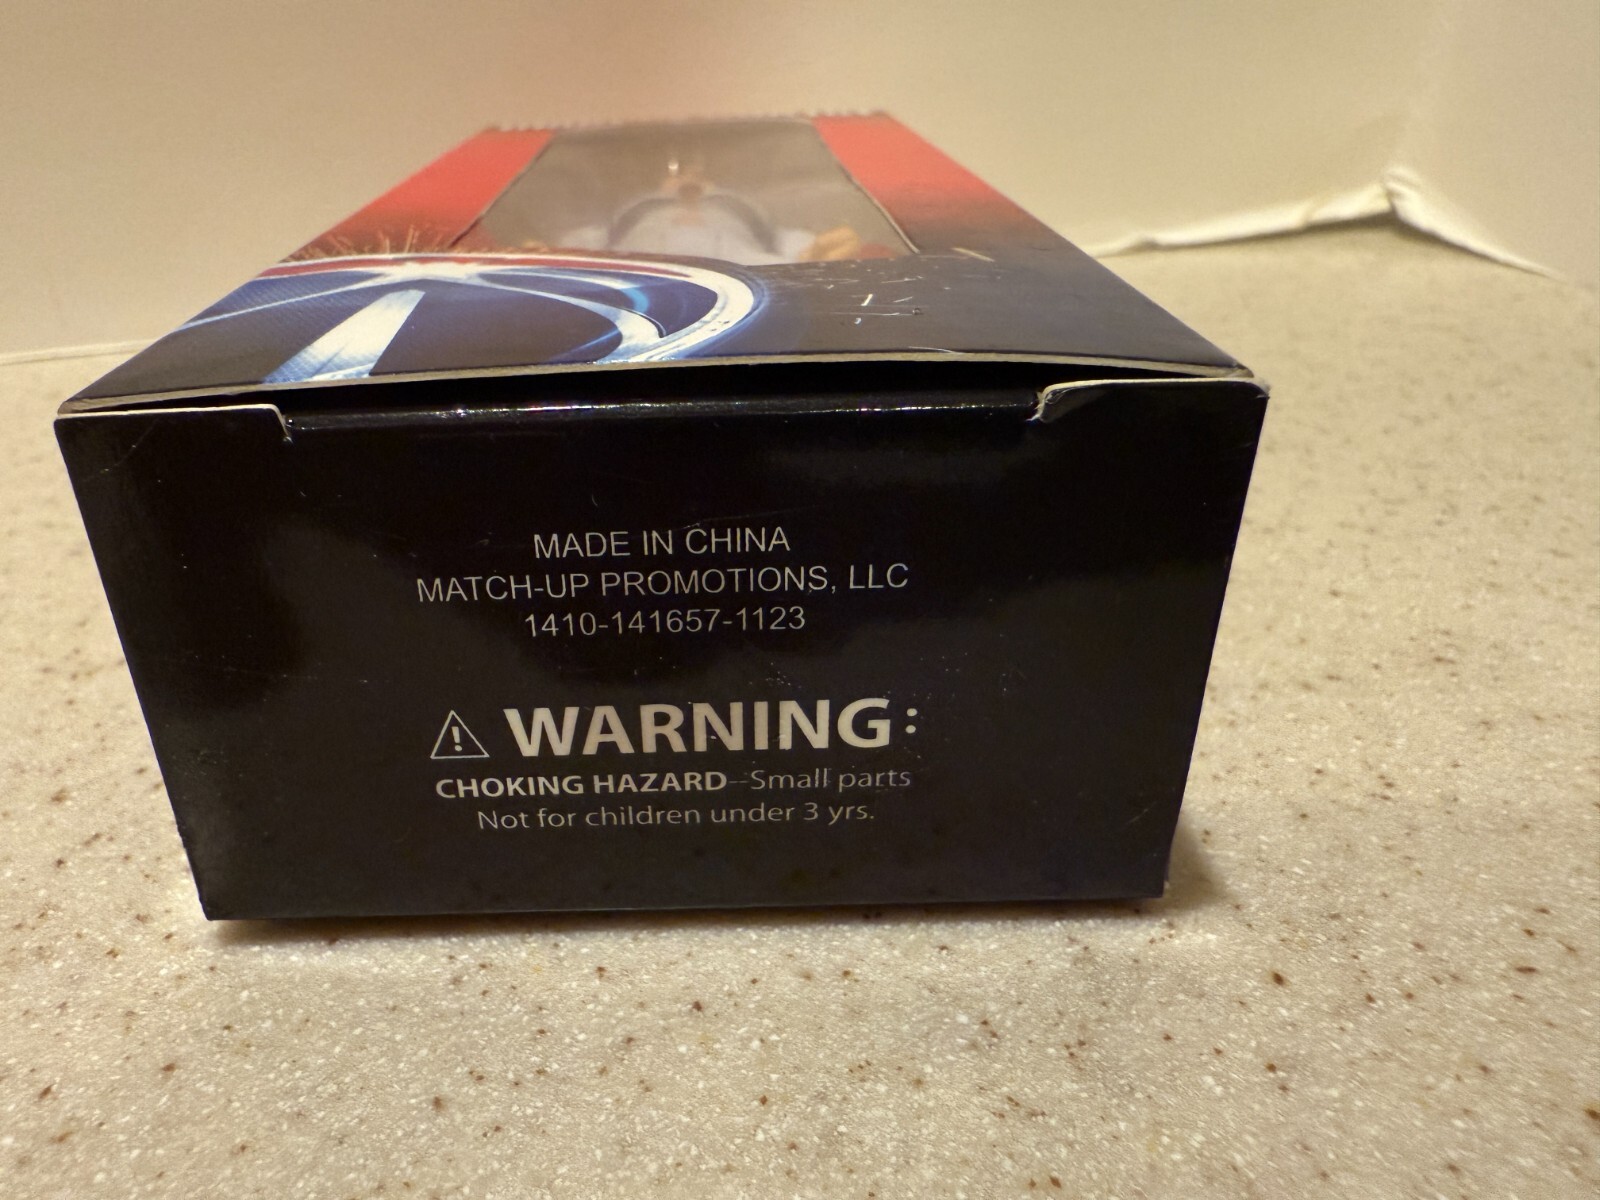 MADE IN CHINA
MATCH-UP PROMOTIONS, LLC
1410-141657-1123
WARNING:
CHOKING HAZARD--Small parts
Not for children under 3 yrs.